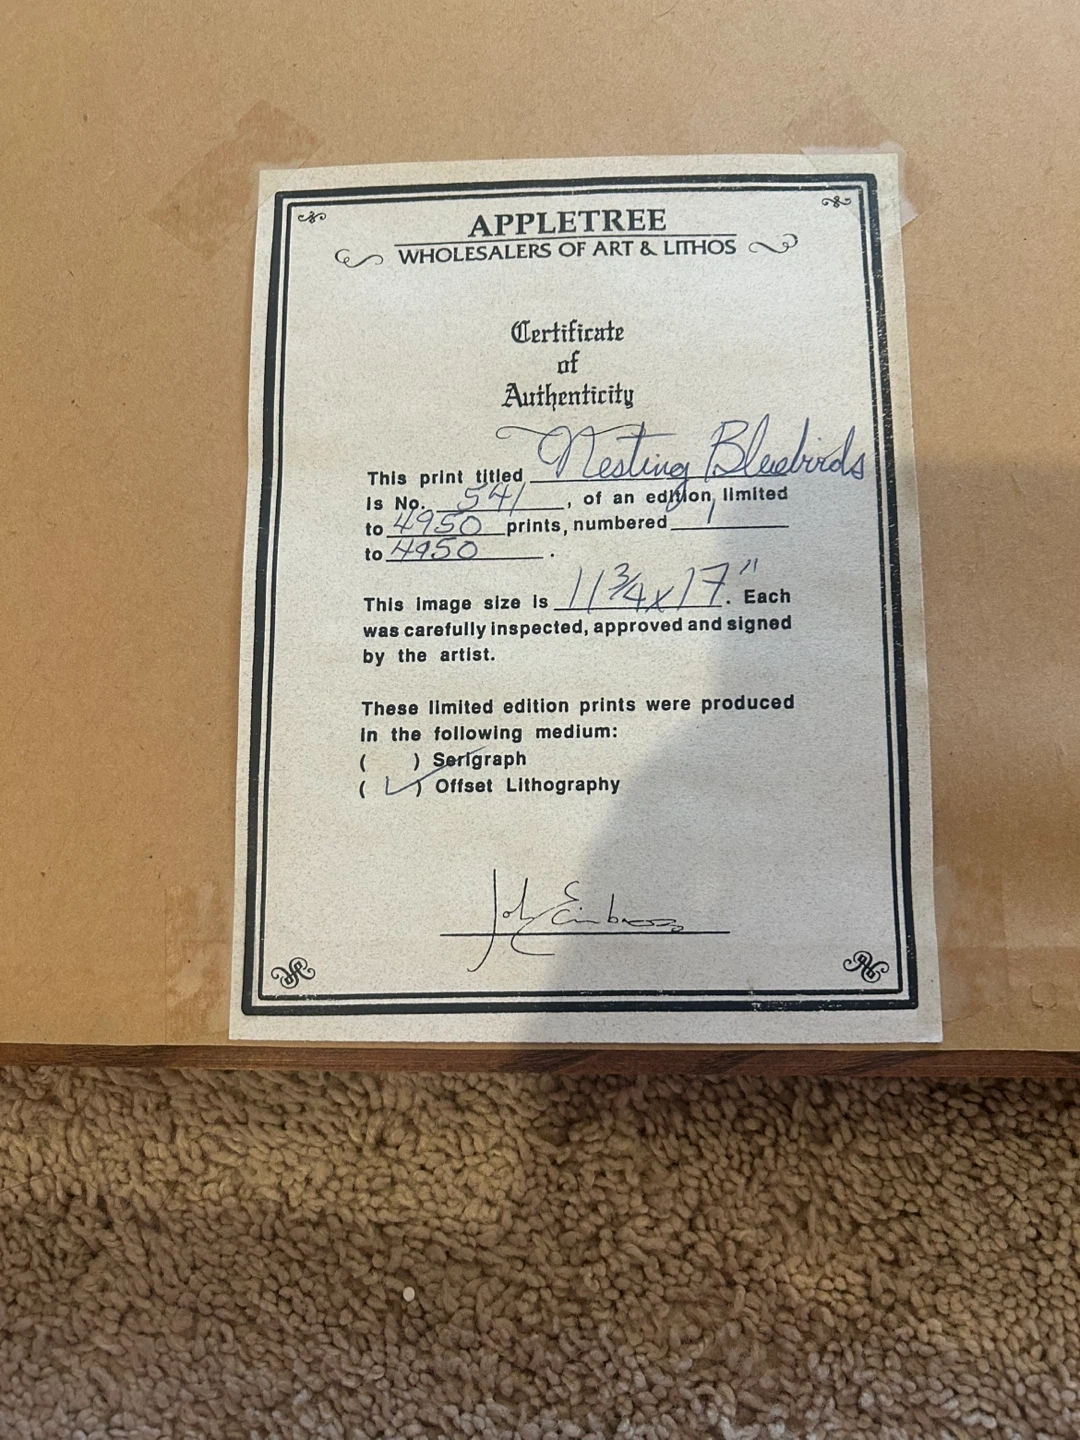 APPLETREE
WHOLESALERS OF ART & LITHOS
Certificate
of
Authenticity
This print titled Nesting Bluebirds
is No. 541, of an edition, limited
to 4950 prints, numbered 1
to 4950.
This image size is 11 3/4 x 17". Each
was carefully inspected, approved and signed
by the artist.
These limited edition prints were produced
in the following medium:
( ) Serigraph
(✓) Offset Lithography
John